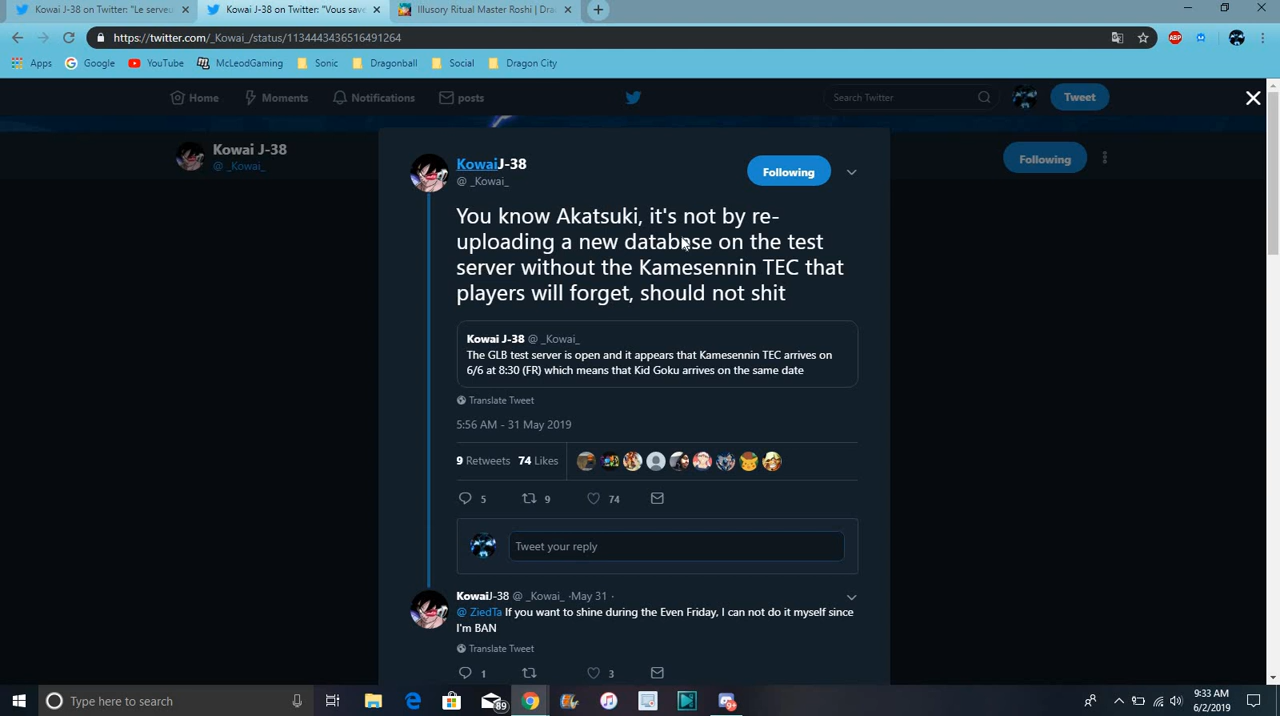 Kowai J-38 on Twitter: "Le serveu
Kowai J-38 on Twitter: "Vous save
Illusory Ritual Master Roshi | Dra
https://twitter.com/_Kowai_/status/1134443436516491264
Apps
Google
YouTube
McLeodGaming
Sonic
Dragonball
Social
Dragon City
Home
Moments
Notifications
posts
Search Twitter
Tweet
Kowai J-38
@ _Kowai_
Following
KowaiJ-38
@ _Kowai_
Following
You know Akatsuki, it's not by re-
uploading a new database on the test
server without the Kamesennin TEC that
players will forget, should not shit
Kowai J-38 @ _Kowai_
The GLB test server is open and it appears that Kamesennin TEC arrives on
6/6 at 8:30 (FR) which means that Kid Goku arrives on the same date
Translate Tweet
5:56 AM - 31 May 2019
9 Retweets 74 Likes
5 9 74
Tweet your reply
KowaiJ-38 @ _Kowai_ ·May 31 ·
@ ZiedTa If you want to shine during the Even Friday, I can not do it myself since
I'm BAN
Translate Tweet
1 3
ABP
Type here to search
89
9+
9:33 AM
6/2/2019